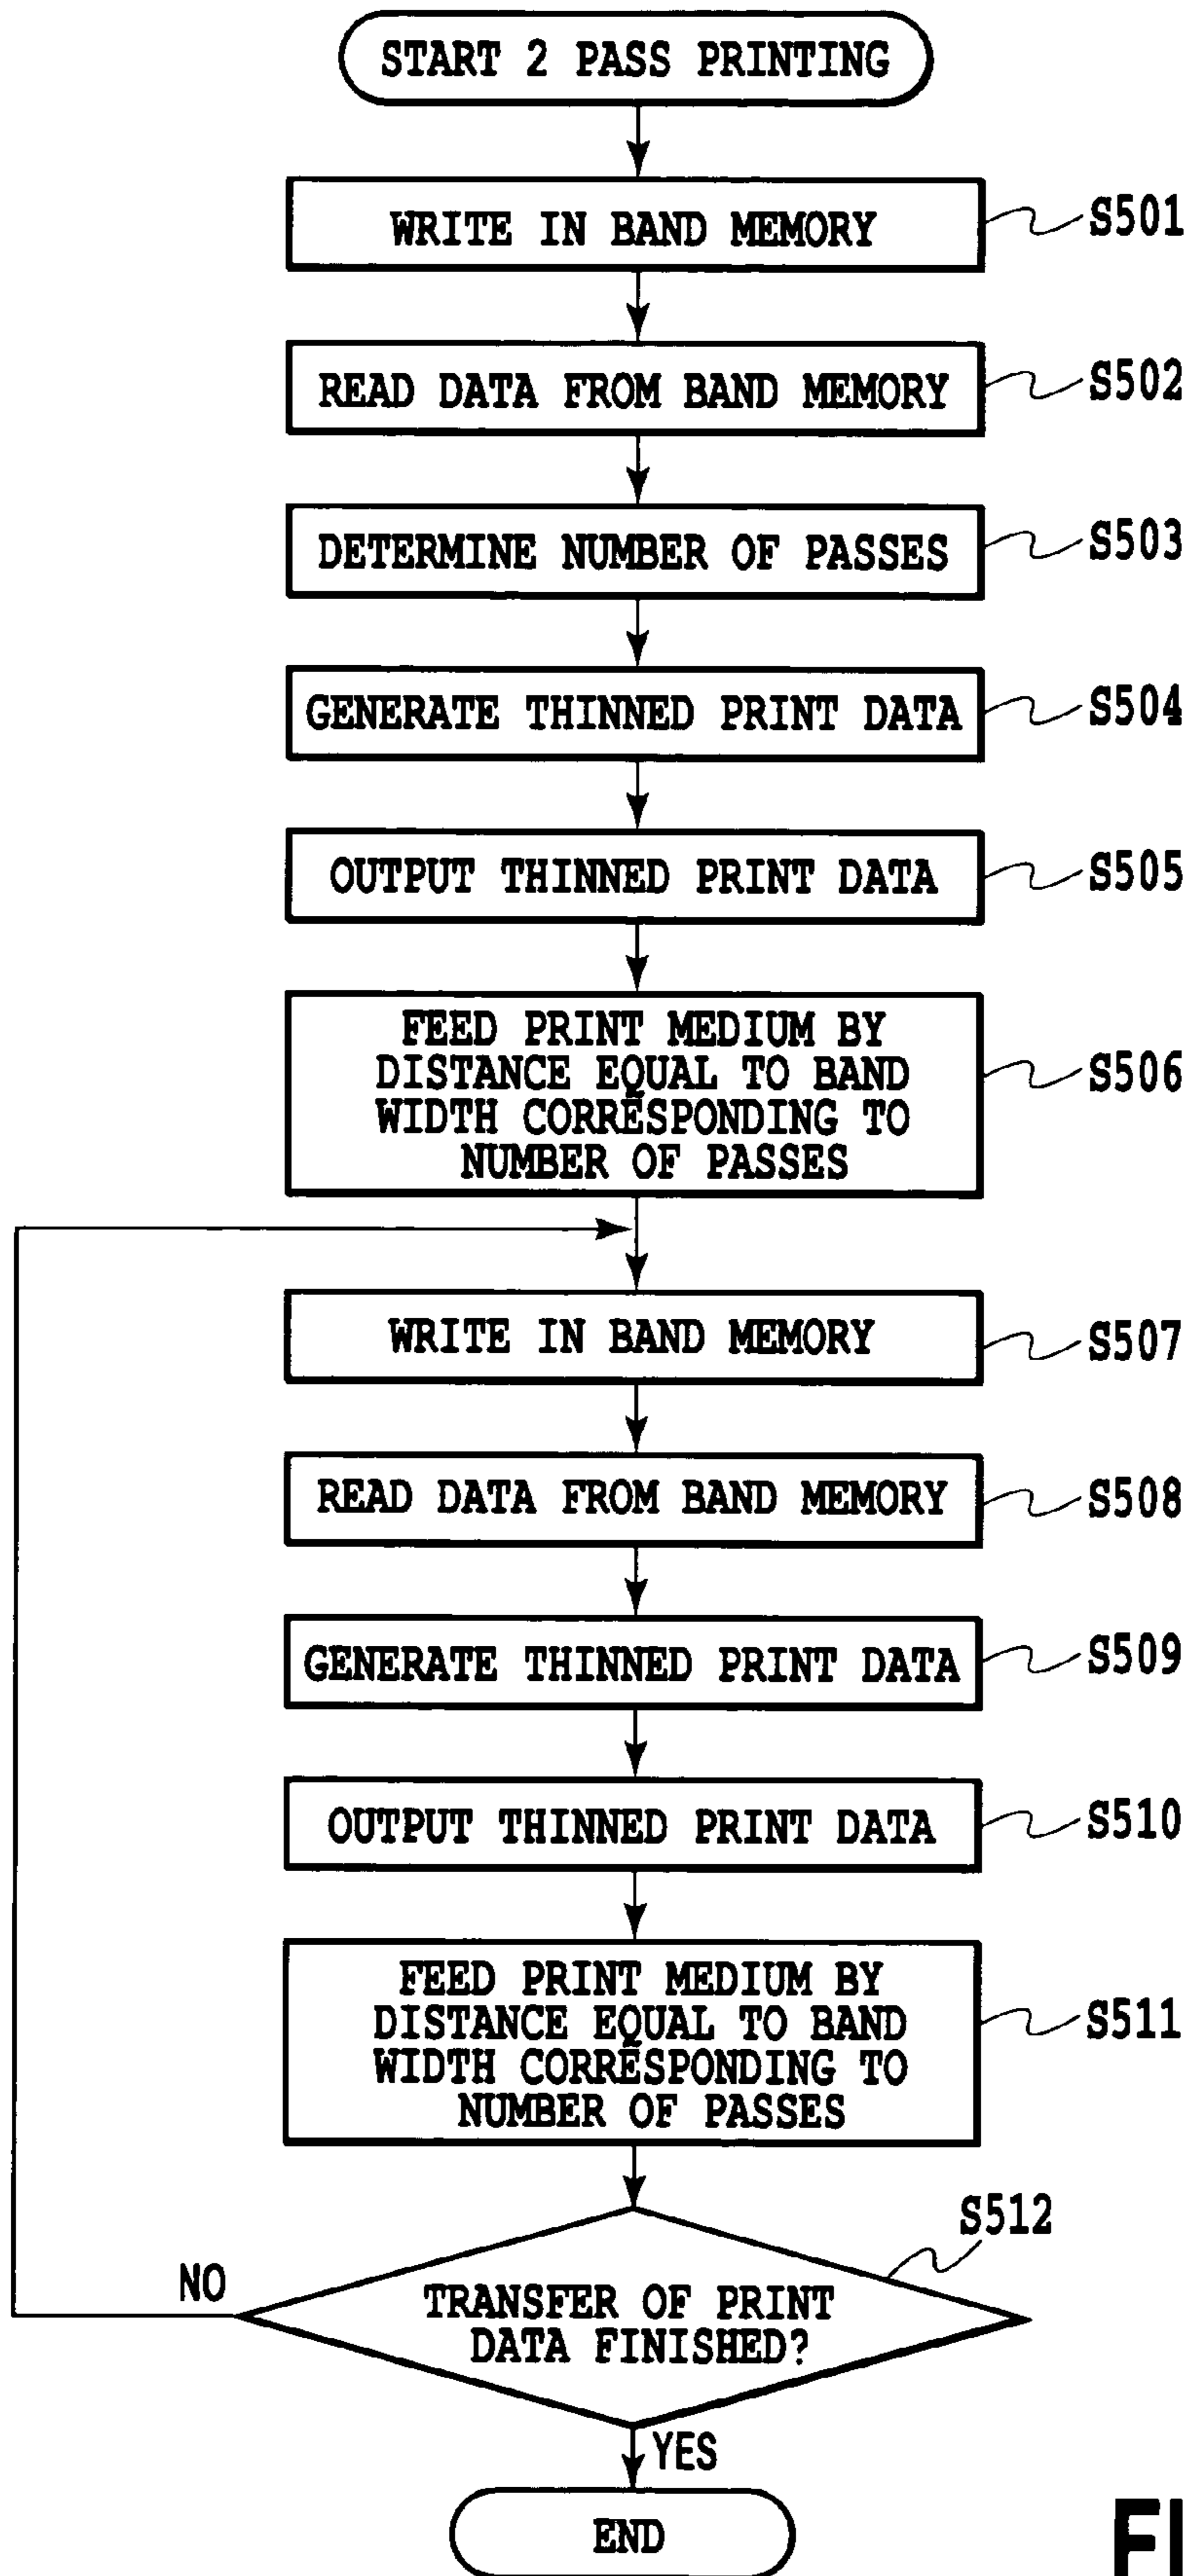 START 2 PASS PRINTING
WRITE IN BAND MEMORY
S501
READ DATA FROM BAND MEMORY
S502
DETERMINE NUMBER OF PASSES
S503
GENERATE THINNED PRINT DATA
S504
OUTPUT THINNED PRINT DATA
S505
FEED PRINT MEDIUM BY
DISTANCE EQUAL TO BAND
WIDTH CORRESPONDING TO
NUMBER OF PASSES
S506
WRITE IN BAND MEMORY
S507
READ DATA FROM BAND MEMORY
S508
GENERATE THINNED PRINT DATA
S509
OUTPUT THINNED PRINT DATA
S510
FEED PRINT MEDIUM BY
DISTANCE EQUAL TO BAND
WIDTH CORRESPONDING TO
NUMBER OF PASSES
S511
S512
NO
TRANSFER OF PRINT
DATA FINISHED?
YES
END